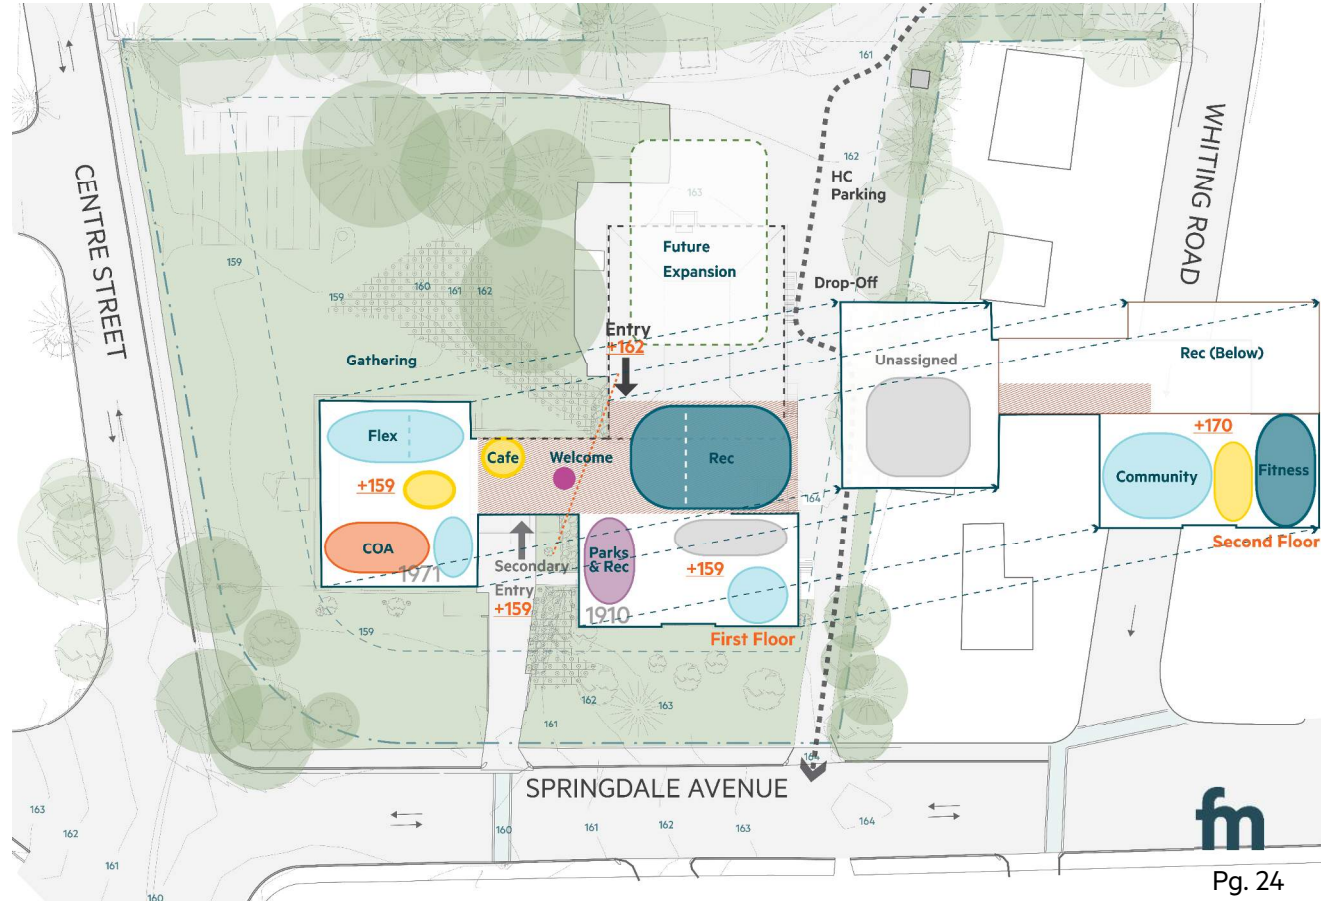 161
CENTRE STREET
WHITING ROAD
162
HC
Parking
163
159
159
160
161
162
Future
Expansion
Drop-Off
Gathering
Entry
+162
Unassigned
Rec (Below)
Flex
Cafe
Welcome
Rec
+159
+170
Community
Fitness
164
COA
1971
Secondary
Entry
+159
Parks
& Rec
+159
1910
Second Floor
First Floor
159
162
163
161
164
SPRINGDALE AVENUE
163
162
161
160
160
161
162
163
164
fm
Pg. 24